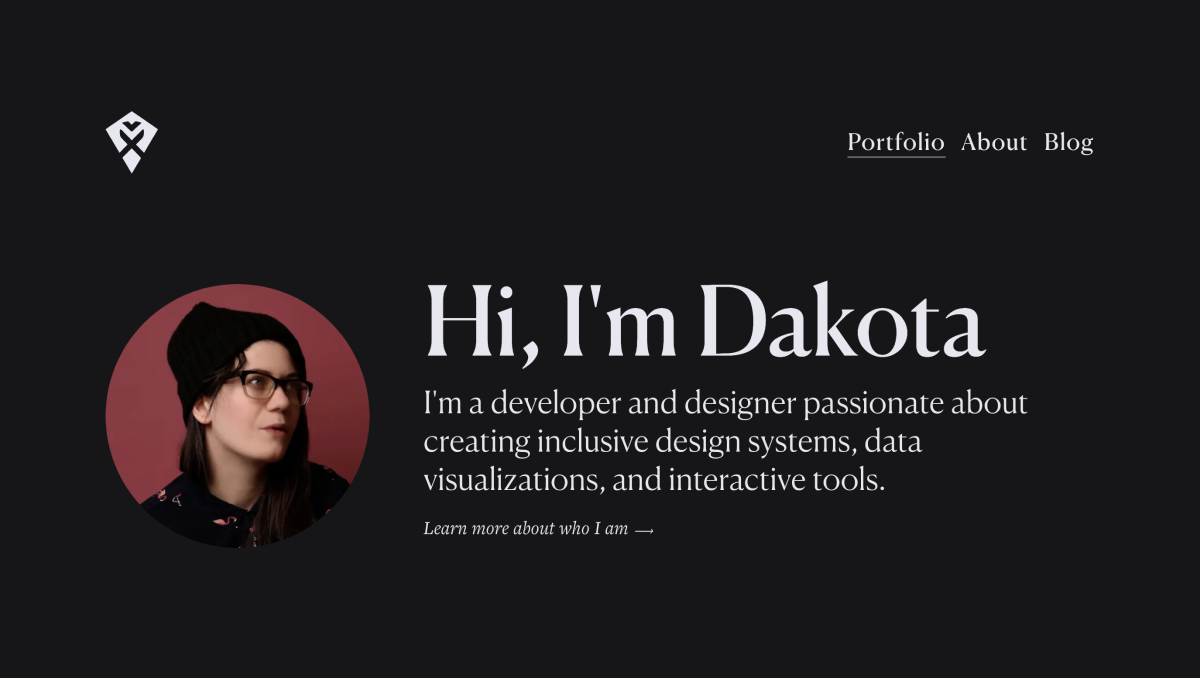 Portfolio About Blog
Hi, I'm Dakota
I'm a developer and designer passionate about
creating inclusive design systems, data
visualizations, and interactive tools.
Learn more about who I am ⟶